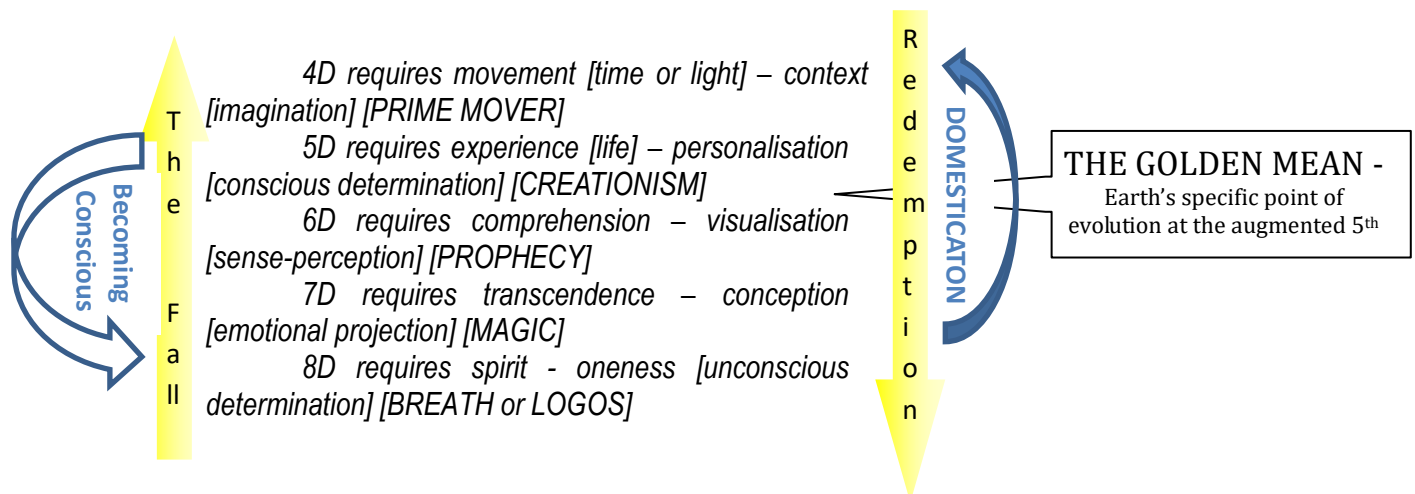 The Fall
Becoming
Conscious
4D requires movement [time or light] – context
[imagination] [PRIME MOVER]
5D requires experience [life] – personalisation
[conscious determination] [CREATIONISM]
6D requires comprehension – visualisation
[sense-perception] [PROPHECY]
7D requires transcendence – conception
[emotional projection] [MAGIC]
8D requires spirit - oneness [unconscious
determination] [BREATH or LOGOS]
Redemption
DOMESTICATON
THE GOLDEN MEAN -
Earth’s specific point of
evolution at the augmented 5th